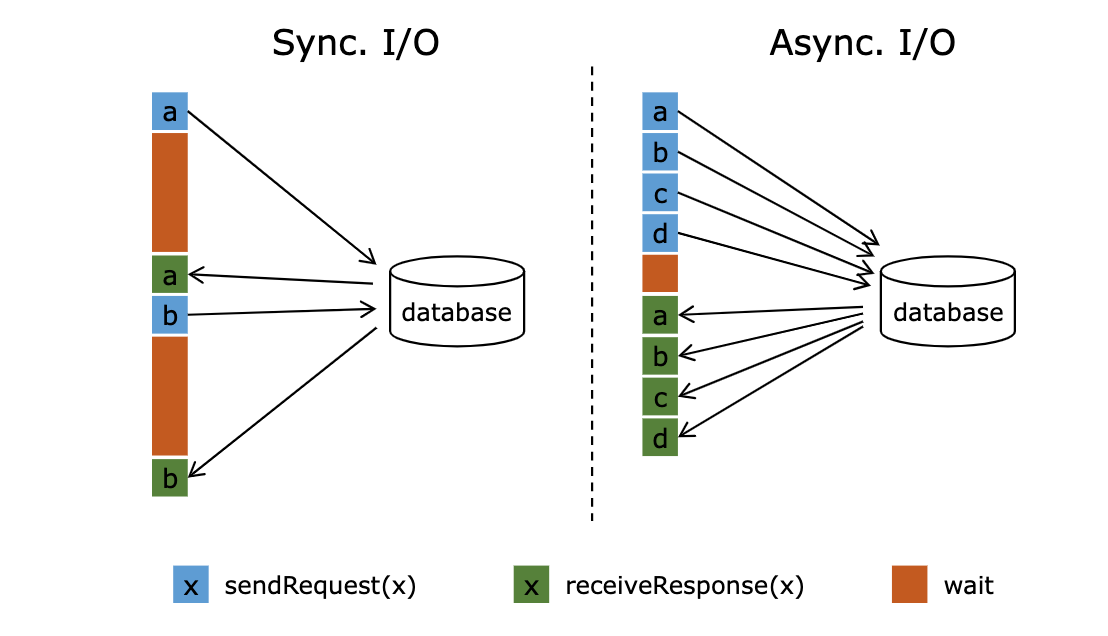 Sync. I/O
a
a
b
b
database
Async. I/O
a
b
c
d
a
b
c
d
database
x sendRequest(x)
x receiveResponse(x)
wait